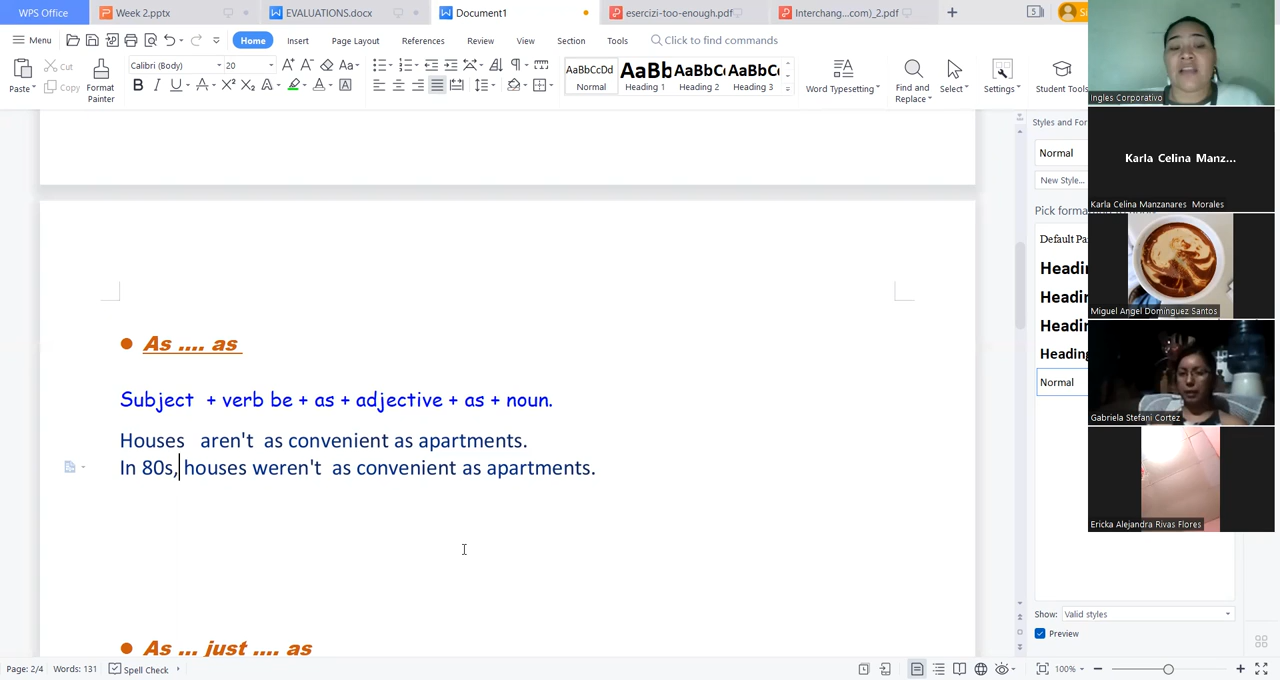 WPS Office
Week 2.pptx
EVALUATIONS.docx
Document1
esercizi-too-enough.pdf
Interchang...com)_2.pdf
Menu
Home
Insert
Page Layout
References
Review
View
Section
Tools
Click to find commands
Paste
Cut
Copy
Format Painter
Calibri (Body)
20
AaBbCcDd
Normal
Heading 1
Heading 2
Heading 3
Word Typesetting
Find and Replace
Select
Settings
Student Tools
As .... as
Subject + verb be + as + adjective + as + noun.
Houses aren't as convenient as apartments.
In 80s, houses weren't as convenient as apartments.
As ... just .... as
Styles and For
Normal
New Style...
Pick forma
Default Pa
Headin
Headin
Headin
Heading
Normal
Show: Valid styles
Preview
Ingles Corporativo
Karla Celina Manz...
Karla Celina Manzanares Morales
Miguel Angel Dominguez Santos
Gabriela Stefani Cortez
Ericka Alejandra Rivas Flores
Page: 2/4
Words: 131
Spell Check
100%